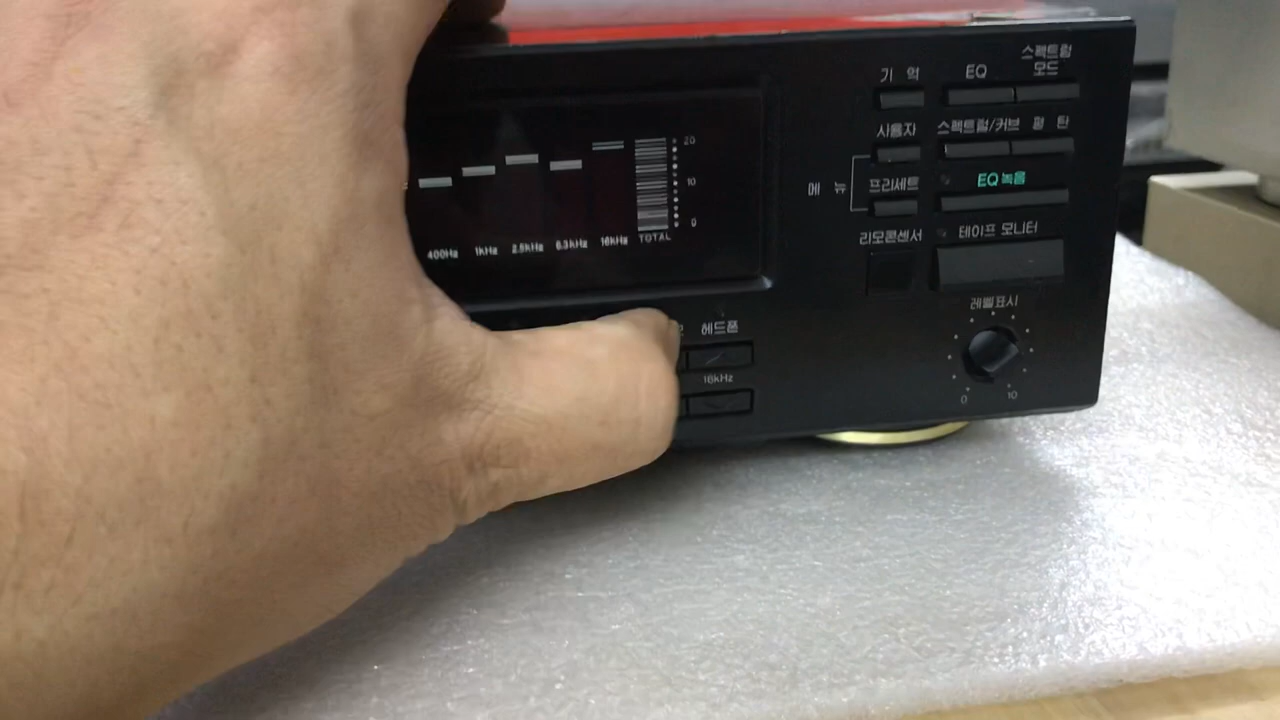 스펙트럼
기 억 EQ 모드
사용자 스펙트럼/커브 평 탄
메 뉴 프리세트 EQ 녹음
리모콘센서 테이프 모니터
레벨표시
0 10
20
10
0
400Hz 1kHz 2.5kHz 6.3kHz 16kHz TOTAL
헤드폰
16kHz